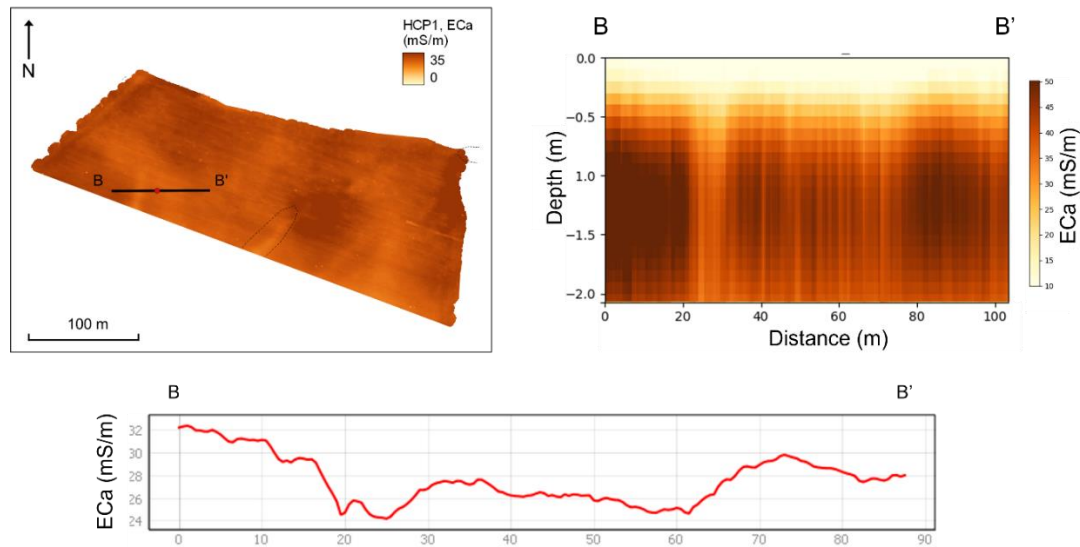 N
HCP1, ECa
(mS/m)
35
0
B
B'
100 m
B
B'
0.0
−0.5
1.0
−1.5
−2.0
Depth (m)
0
20
40
60
80
100
Distance (m)
50
45
40
35
30
25
20
15
10
ECa (mS/m)
B
B'
32
30
28
26
24
ECa (mS/m)
0
10
20
30
40
50
60
70
80
90